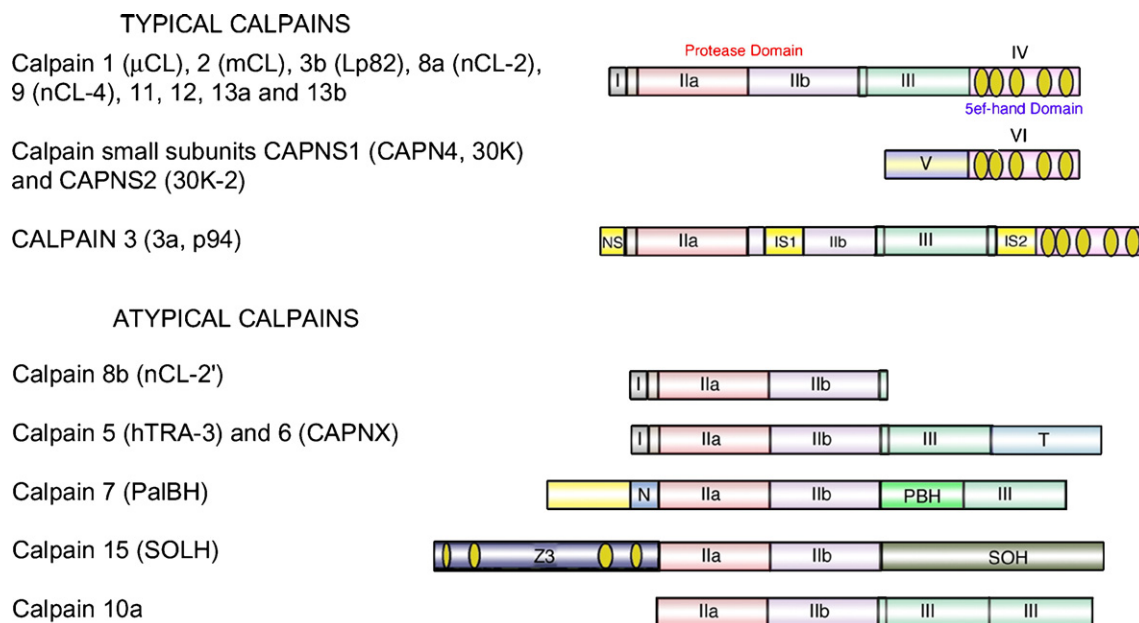 TYPICAL CALPAINS
Calpain 1 (μCL), 2 (mCL), 3b (Lp82), 8a (nCL-2),
9 (nCL-4), 11, 12, 13a and 13b
Protease Domain
IV
I IIa IIb III
5ef-hand Domain
Calpain small subunits CAPNS1 (CAPN4, 30K)
and CAPNS2 (30K-2)
VI
V
CALPAIN 3 (3a, p94)
NS IIa IS1 IIb III IS2
ATYPICAL CALPAINS
Calpain 8b (nCL-2')
I IIa IIb
Calpain 5 (hTRA-3) and 6 (CAPNX)
I IIa IIb III T
Calpain 7 (PalBH)
N IIa IIb PBH III
Calpain 15 (SOLH)
Z3 IIa IIb SOH
Calpain 10a
IIa IIb III III